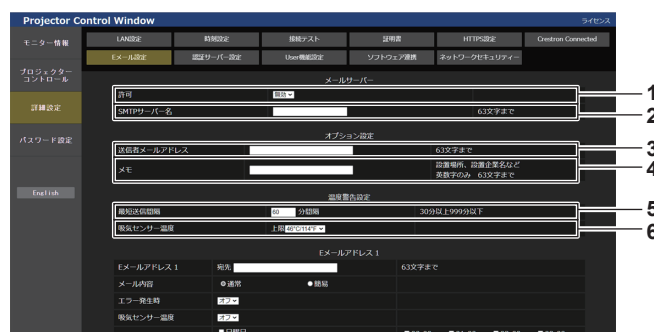 Projector Control Window
ライセンス
モニター情報
LAN設定 時刻設定 接続テスト 証明書 HTTPS設定 Crestron Connected
Eメール設定 認証サーバー設定 User機能設定 ソフトウェア連携 ネットワークセキュリティー
プロジェクター
コントロール
詳細設定
パスワード設定
English
メールサーバー
許可 無効 1
SMTPサーバー名 63文字まで 2
オプション設定
送信者メールアドレス 63文字まで 3
メモ 設置場所、設置企業名など
英数字のみ 63文字まで 4
温度警告設定
最短送信間隔 60 分間隔 30分以上999分以下 5
吸気センサー温度 上限 46°C/114°F 6
Eメールアドレス 1
Eメールアドレス 1 宛先 63文字まで
メール内容 通常 簡易
エラー発生時 オフ
吸気センサー温度 オフ
日曜日